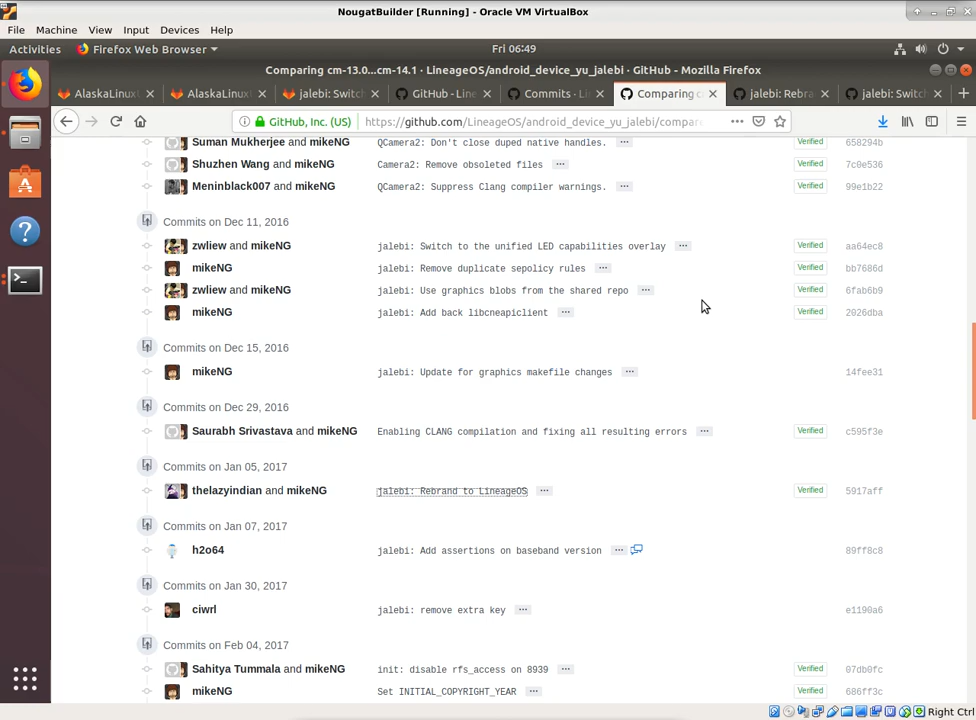 NougatBuilder [Running] - Oracle VM VirtualBox
File Machine View Input Devices Help
Activities Firefox Web Browser Fri 06:49
Comparing cm-13.0...cm-14.1 · LineageOS/android_device_yu_jalebi · GitHub - Mozilla Firefox
AlaskaLinux AlaskaLinux jalebi: Switc GitHub - Line Commits · Lin Comparing c jalebi: Rebra jalebi: Switc
GitHub, Inc. (US) https://github.com/LineageOS/android_device_yu_jalebi/compar
Suman Mukherjee and mikeNG QCamera2: Don't close duped native handles. ... Verified 658294b
Shuzhen Wang and mikeNG Camera2: Remove obsoleted files ... Verified 7c0e536
Meninblack007 and mikeNG QCamera2: Suppress Clang compiler warnings. ... Verified 99e1b22
Commits on Dec 11, 2016
zwliew and mikeNG jalebi: Switch to the unified LED capabilities overlay ... Verified aa64ec8
mikeNG jalebi: Remove duplicate sepolicy rules ... Verified bb7686d
zwliew and mikeNG jalebi: Use graphics blobs from the shared repo ... Verified 6fab6b9
mikeNG jalebi: Add back libcneapiclient ... Verified 2026dba
Commits on Dec 15, 2016
mikeNG jalebi: Update for graphics makefile changes ... 14fee31
Commits on Dec 29, 2016
Saurabh Srivastava and mikeNG Enabling CLANG compilation and fixing all resulting errors ... Verified c595f3e
Commits on Jan 05, 2017
thelazyindian and mikeNG jalebi: Rebrand to LineageOS ... Verified 5917aff
Commits on Jan 07, 2017
h2o64 jalebi: Add assertions on baseband version ... 89ff8c8
Commits on Jan 30, 2017
ciwrl jalebi: remove extra key ... e1190a6
Commits on Feb 04, 2017
Sahitya Tummala and mikeNG init: disable rfs_access on 8939 ... Verified 07db0fc
mikeNG Set INITIAL_COPYRIGHT_YEAR ... Verified 686ff3c
Right Ctrl